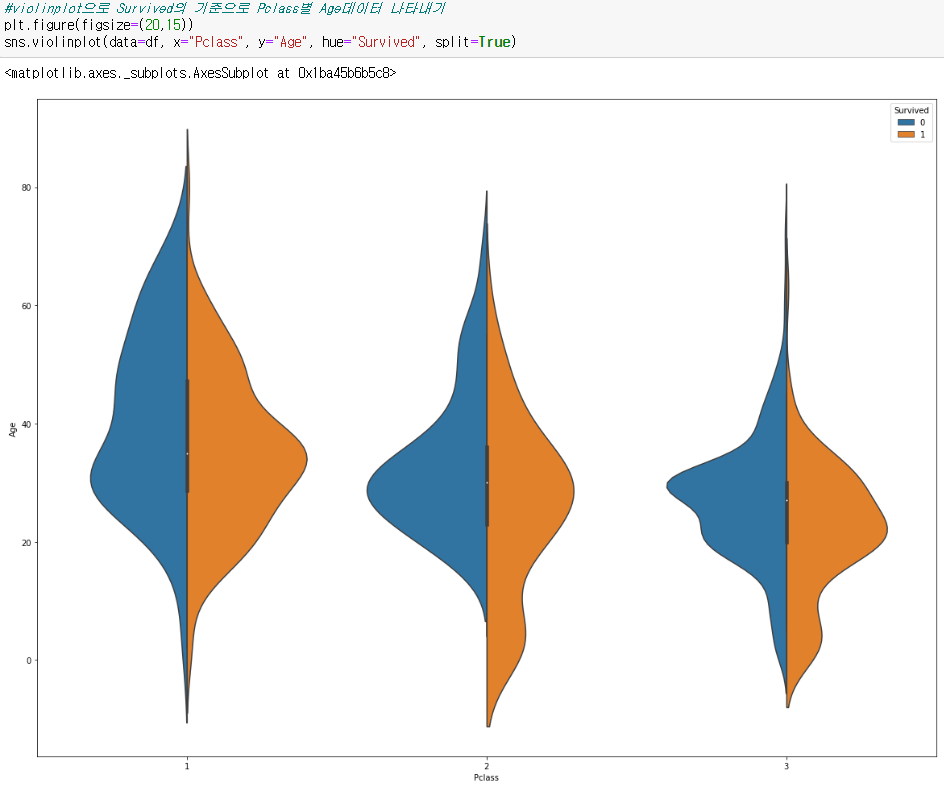 #violinplot으로 Survived의 기준으로 Pclass별 Age데이터 나타내기
plt.figure(figsize=(20,15))
sns.violinplot(data=df, x="Pclass", y="Age", hue="Survived", split=True)
<matplotlib.axes._subplots.AxesSubplot at 0x1ba45b6b5c8>
Survived
0
1
80
60
40
20
0
Age
1
2
3
Pclass